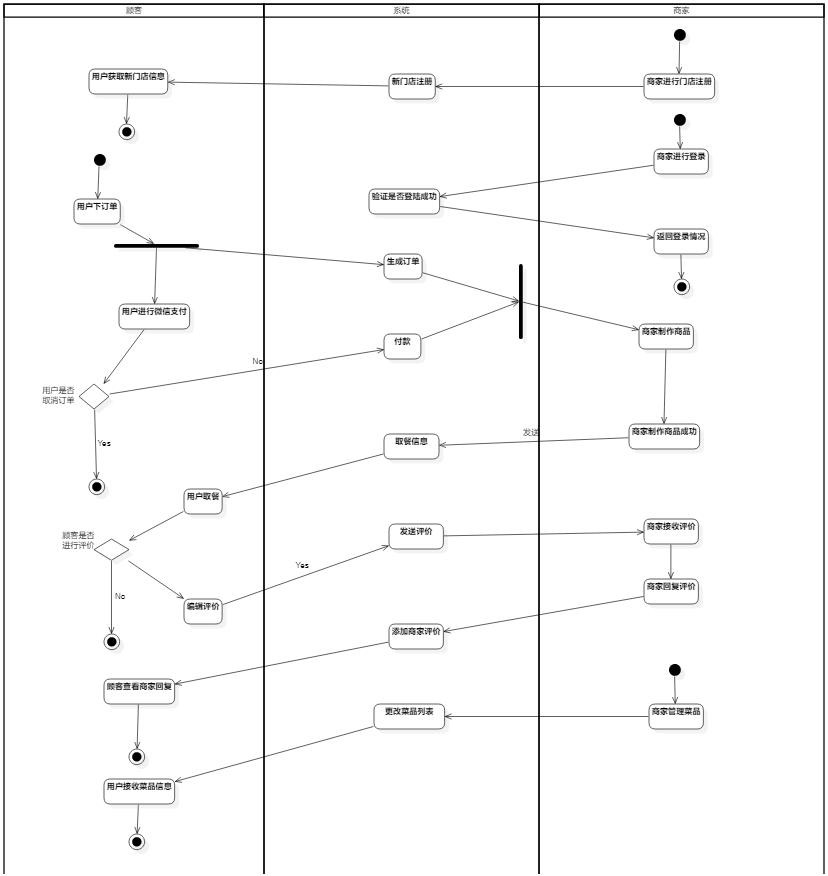 顾客
系统
商家
用户获取新门店信息
新门店注册
商家进行门店注册
商家进行登录
验证是否登陆成功
用户下订单
返回登录情况
生成订单
用户进行微信支付
商家制作商品
付款
No
用户是否
取消订单
Yes
发送
商家制作商品成功
取餐信息
用户取餐
顾客是否
进行评价
发送评价
商家接收评价
Yes
No
编辑评价
商家回复评价
添加商家评价
顾客查看商家回复
更改菜品列表
商家管理菜品
用户接收菜品信息